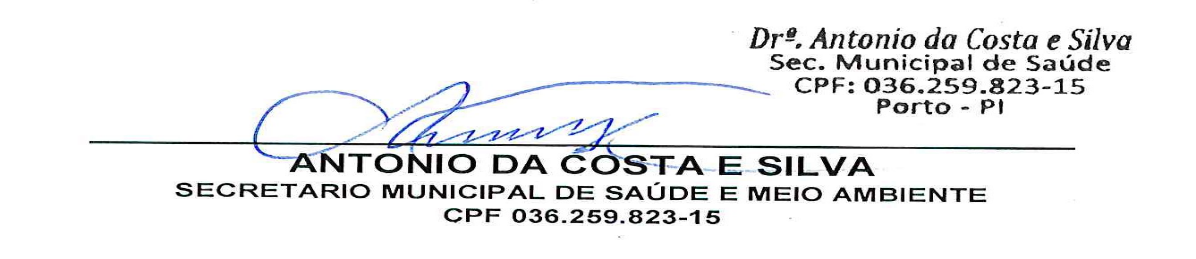 Drª. Antonio da Costa e Silva
Sec. Municipal de Saúde
CPF: 036.259.823-15
Porto - PI
ANTONIO DA COSTA E SILVA
SECRETARIO MUNICIPAL DE SAÚDE E MEIO AMBIENTE
CPF 036.259.823-15